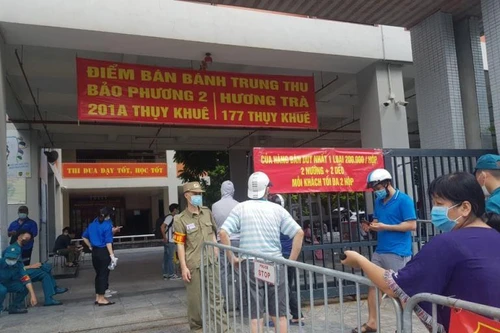 ĐIỂM BÁN BÁNH TRUNG THU
BẢO PHƯƠNG 2 | HƯƠNG TRÀ
201A THỤY KHUÊ | 177 THỤY KHUÊ
THI ĐUA DẠY TỐT, HỌC TỐT
CỬA HÀNG BÁN DUY NHẤT 1 LOẠI 200,000 / HỘP
2 NƯỚNG + 2 DẺO
MỖI KHÁCH TỐI ĐA 2 HỘP
STOP